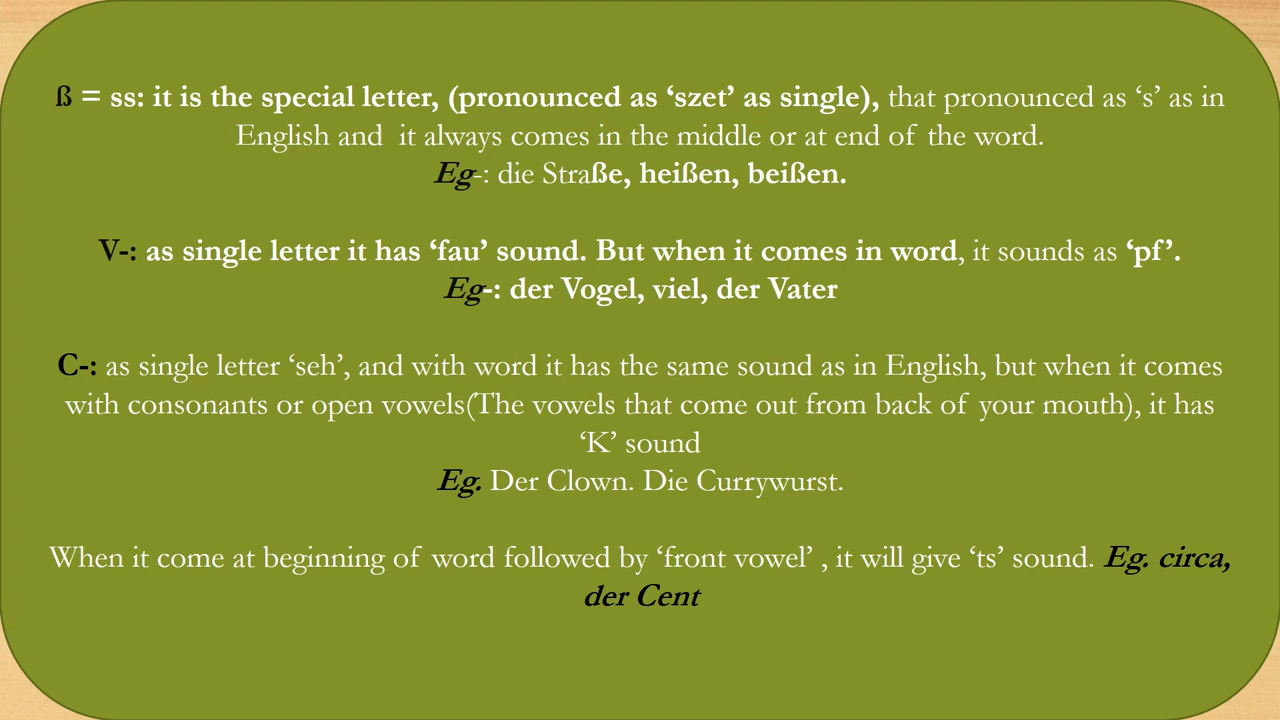 ß = ss: it is the special letter, (pronounced as ‘szet’ as single), that pronounced as ‘s’ as in
English and it always comes in the middle or at end of the word.
Eg-: die Straße, heißen, beißen.
V-: as single letter it has ‘fau’ sound. But when it comes in word, it sounds as ‘pf’.
Eg-: der Vogel, viel, der Vater
C-: as single letter ‘seh’, and with word it has the same sound as in English, but when it comes
with consonants or open vowels(The vowels that come out from back of your mouth), it has
‘K’ sound
Eg. Der Clown. Die Currywurst.
When it come at beginning of word followed by ‘front vowel’ , it will give ‘ts’ sound. Eg. circa,
der Cent